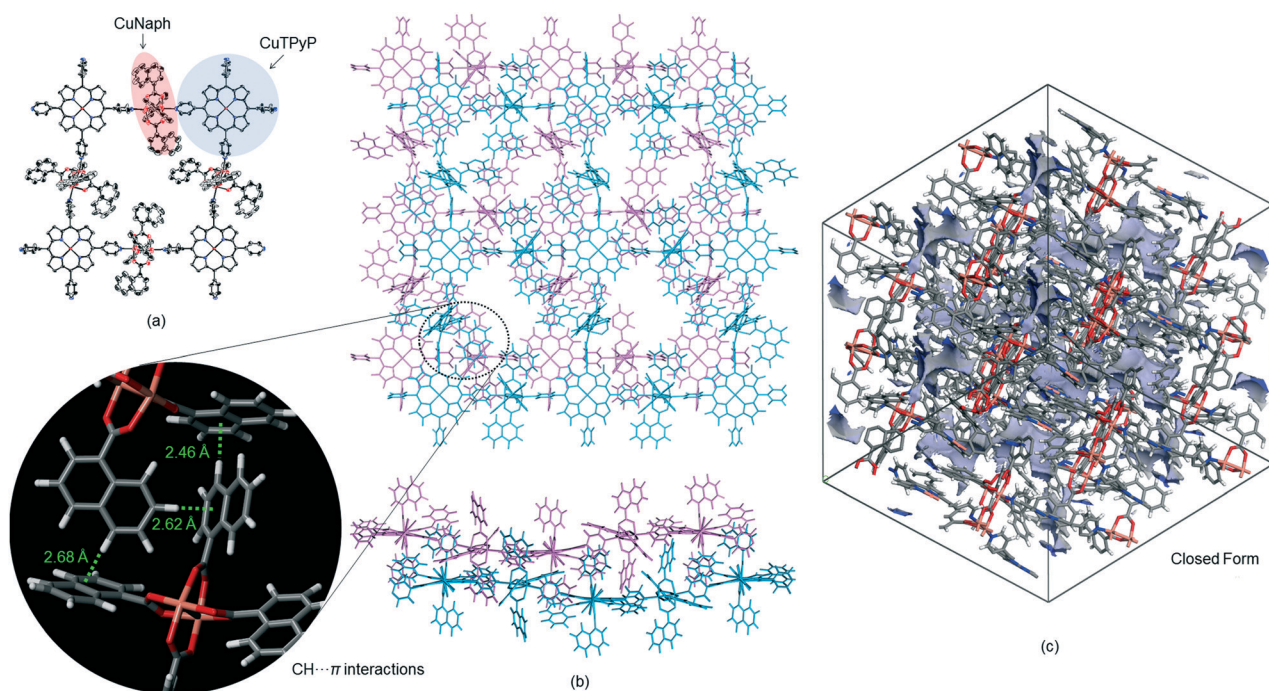 CuNaph
CuTPyP
(a)
2.46 Å
2.62 Å
2.68 Å
CH···π interactions
(b)
Closed Form
(c)